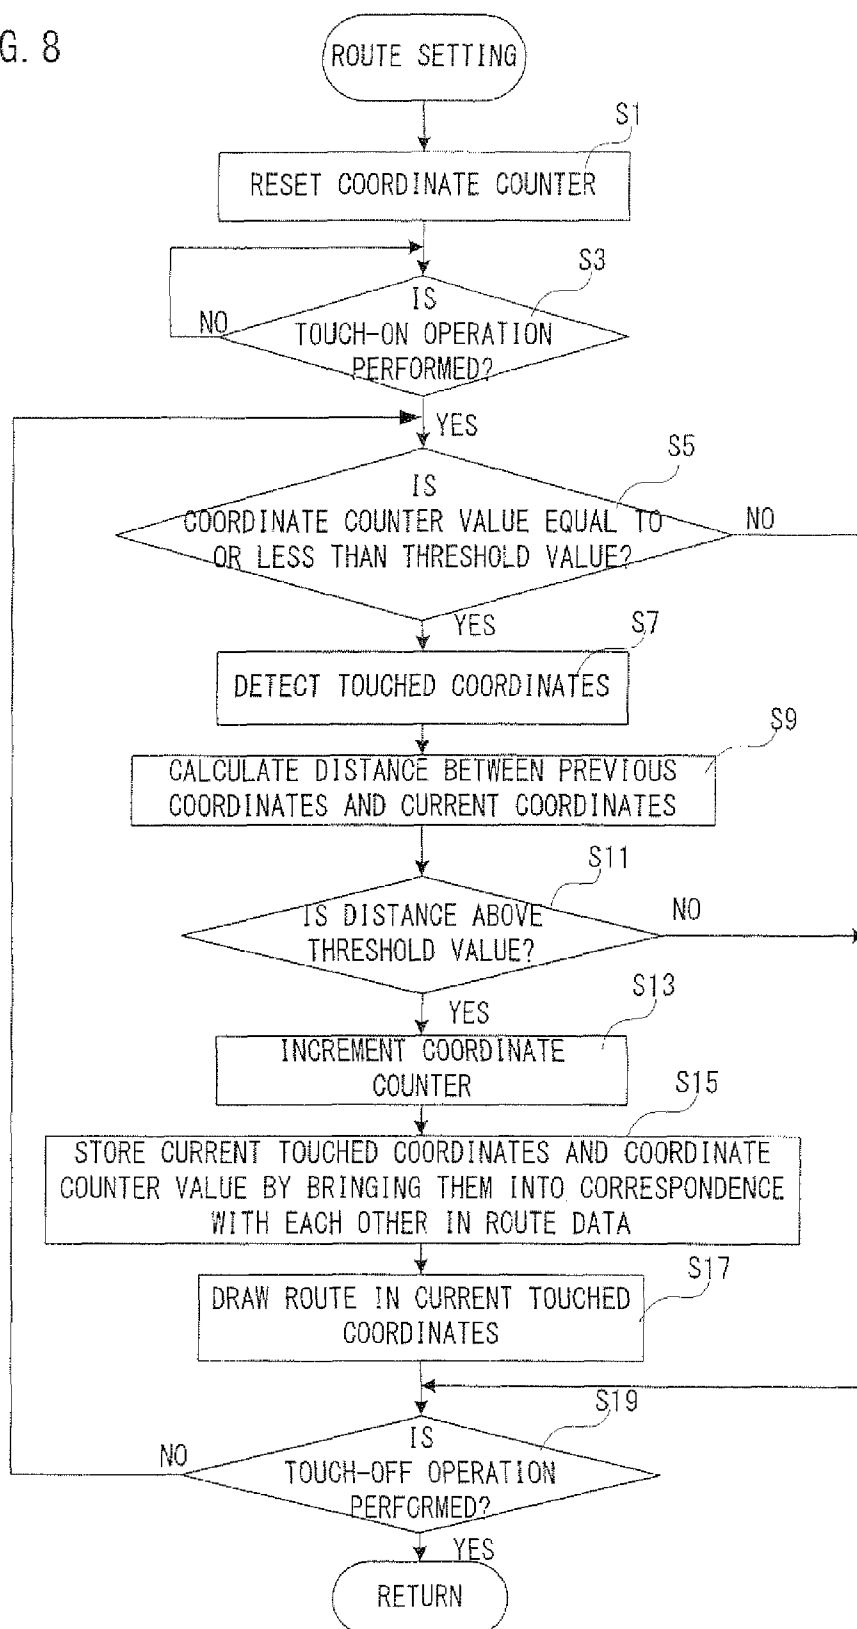 G. 8
ROUTE SETTING
S1
RESET COORDINATE COUNTER
S3
IS
TOUCH-ON OPERATION
PERFORMED?
NO
YES
S5
IS
COORDINATE COUNTER VALUE EQUAL TO
OR LESS THAN THRESHOLD VALUE?
NO
YES
S7
DETECT TOUCHED COORDINATES
S9
CALCULATE DISTANCE BETWEEN PREVIOUS
COORDINATES AND CURRENT COORDINATES
S11
IS DISTANCE ABOVE
THRESHOLD VALUE?
NO
YES
S13
INCREMENT COORDINATE
COUNTER
S15
STORE CURRENT TOUCHED COORDINATES AND COORDINATE
COUNTER VALUE BY BRINGING THEM INTO CORRESPONDENCE
WITH EACH OTHER IN ROUTE DATA
S17
DRAW ROUTE IN CURRENT TOUCHED
COORDINATES
S19
IS
TOUCH-OFF OPERATION
PERFORMED?
NO
YES
RETURN